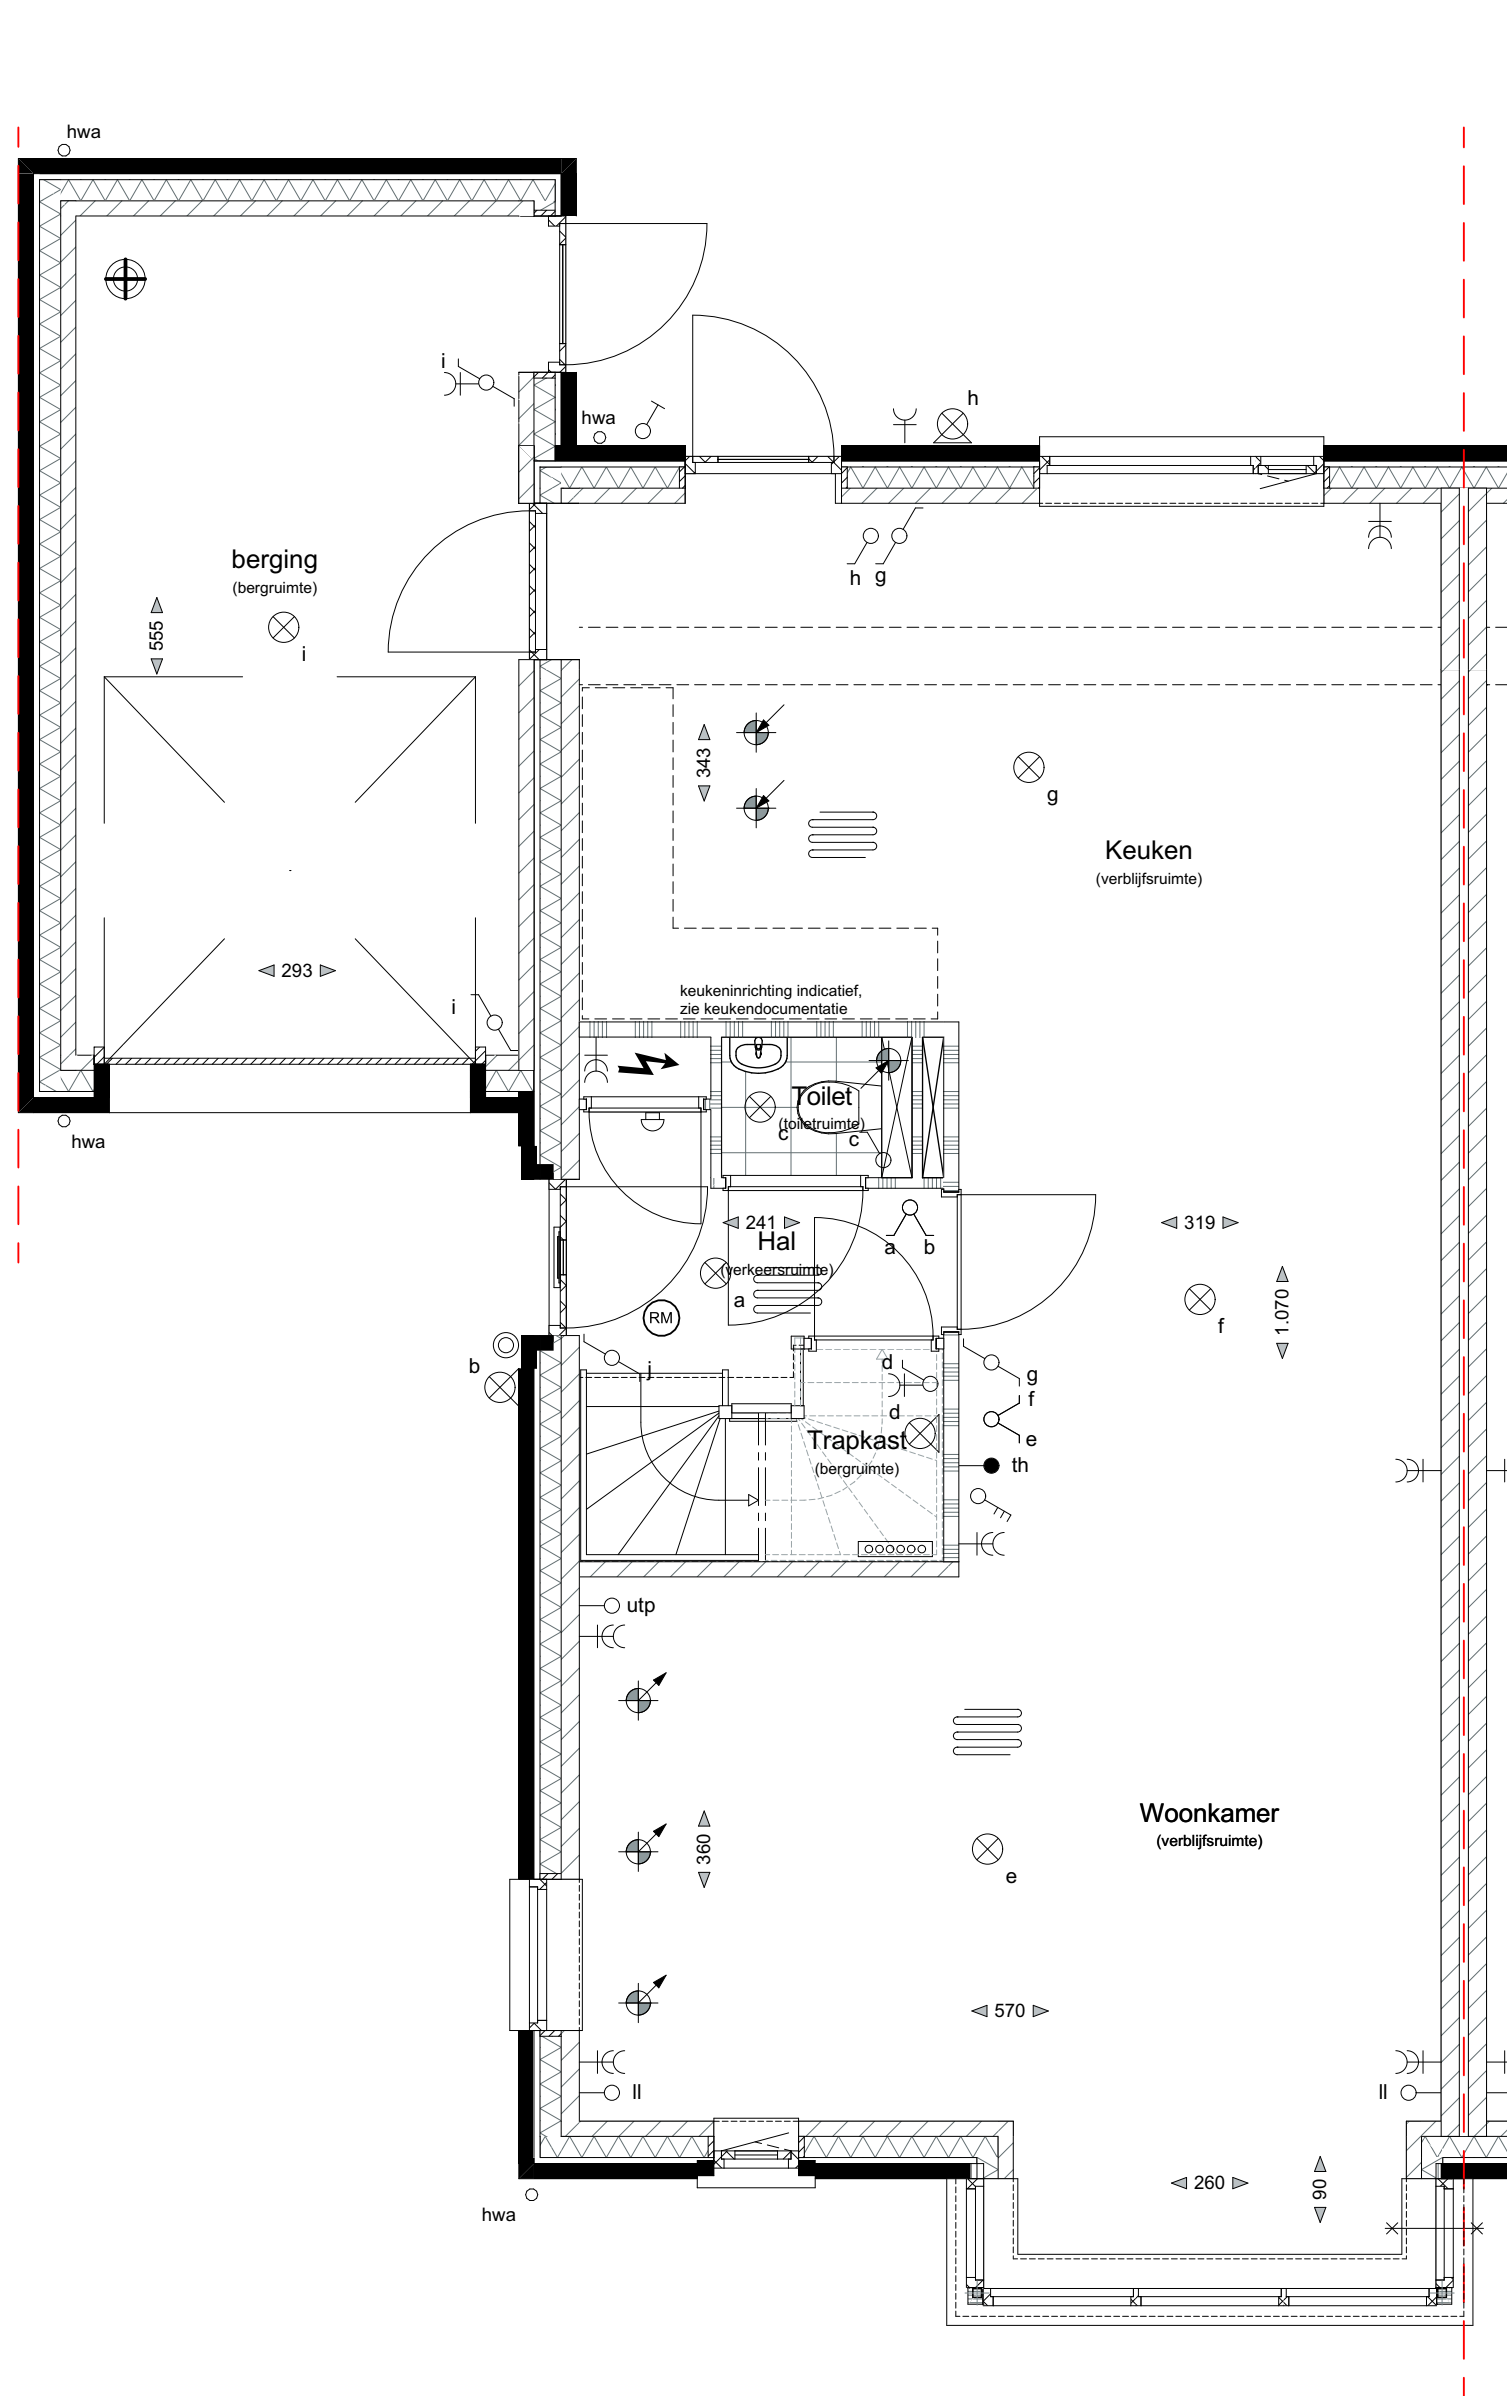 hwa
i
hwa
h
h
g
berging
(bergruimte)
555
i
343
g
Keuken
(verblijfsruimte)
293
keukeninrichting indicatief,
zie keukendocumentatie
i
hwa
Toilet
(toiletruimte)
c
c
241
Hal
(verkeersruimte)
a
b
319
a
RM
1.070
f
b
j
d
g
f
d
e
Trapkast
(bergruimte)
th
utp
Woonkamer
(verblijfsruimte)
360
e
570
ll
ll
260
90
hwa